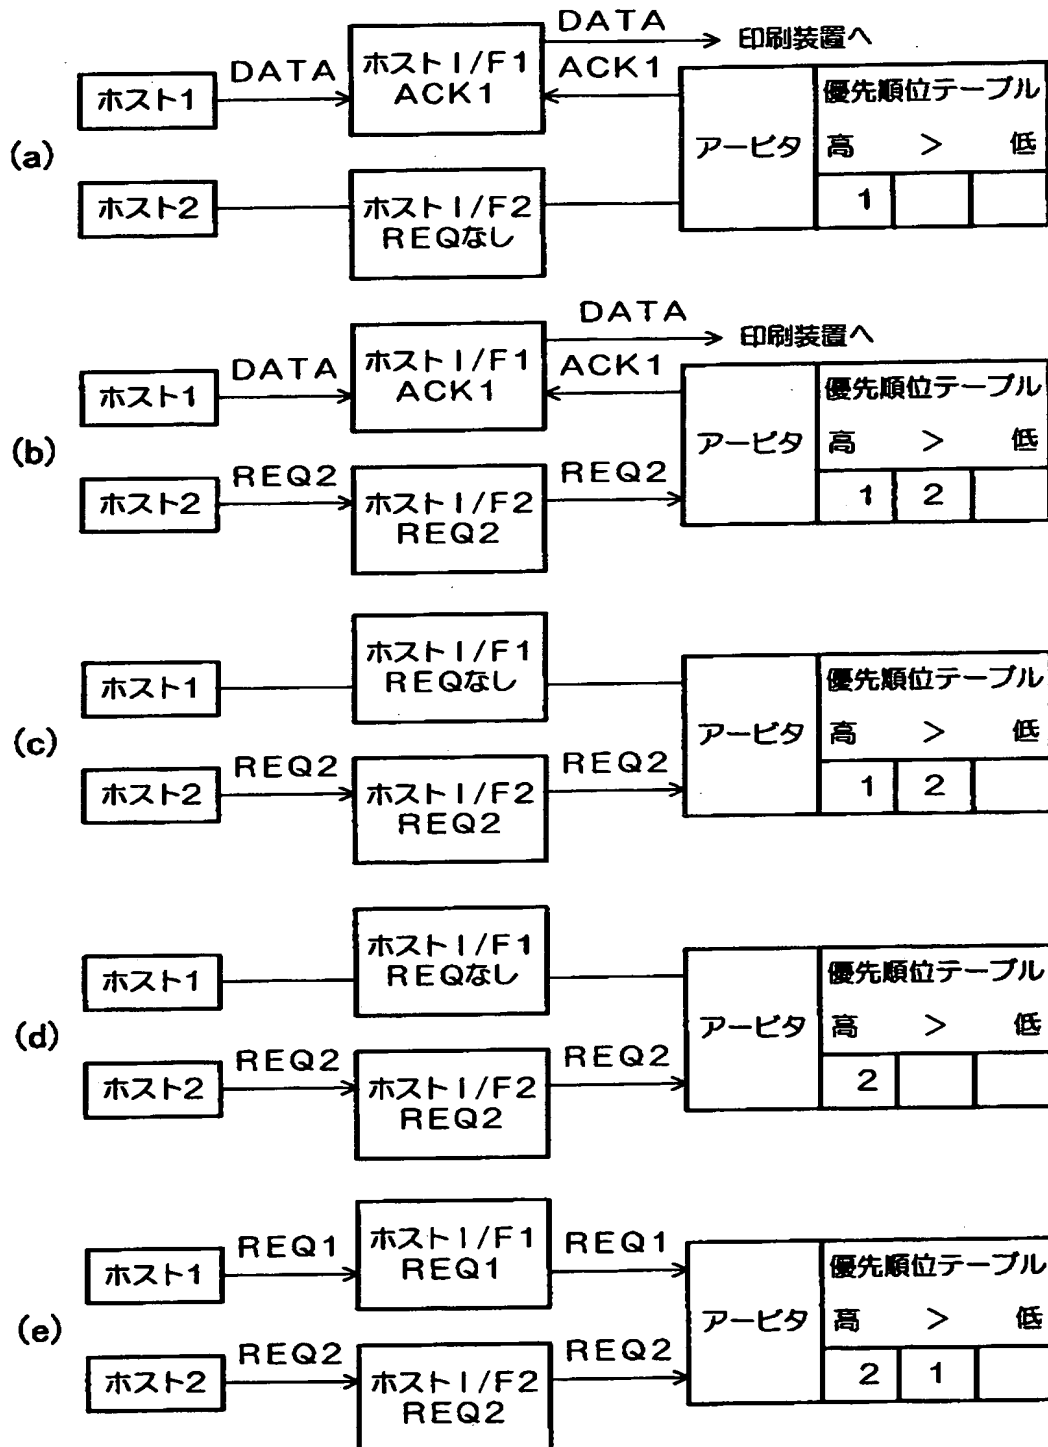 (a)
DATA
DATA
印刷装置へ
ホスト1
ホストI/F1
ACK1
ACK1
ホスト2
ホストI/F2
REQなし
アービタ
優先順位テーブル
高 > 低
1
(b)
DATA
DATA
印刷装置へ
ホスト1
ホストI/F1
ACK1
ACK1
ホスト2
REQ2
ホストI/F2
REQ2
REQ2
アービタ
優先順位テーブル
高 > 低
1 2
(c)
ホスト1
ホストI/F1
REQなし
ホスト2
REQ2
ホストI/F2
REQ2
REQ2
アービタ
優先順位テーブル
高 > 低
1 2
(d)
ホスト1
ホストI/F1
REQなし
ホスト2
REQ2
ホストI/F2
REQ2
REQ2
アービタ
優先順位テーブル
高 > 低
2
(e)
ホスト1
REQ1
ホストI/F1
REQ1
REQ1
ホスト2
REQ2
ホストI/F2
REQ2
REQ2
アービタ
優先順位テーブル
高 > 低
2 1